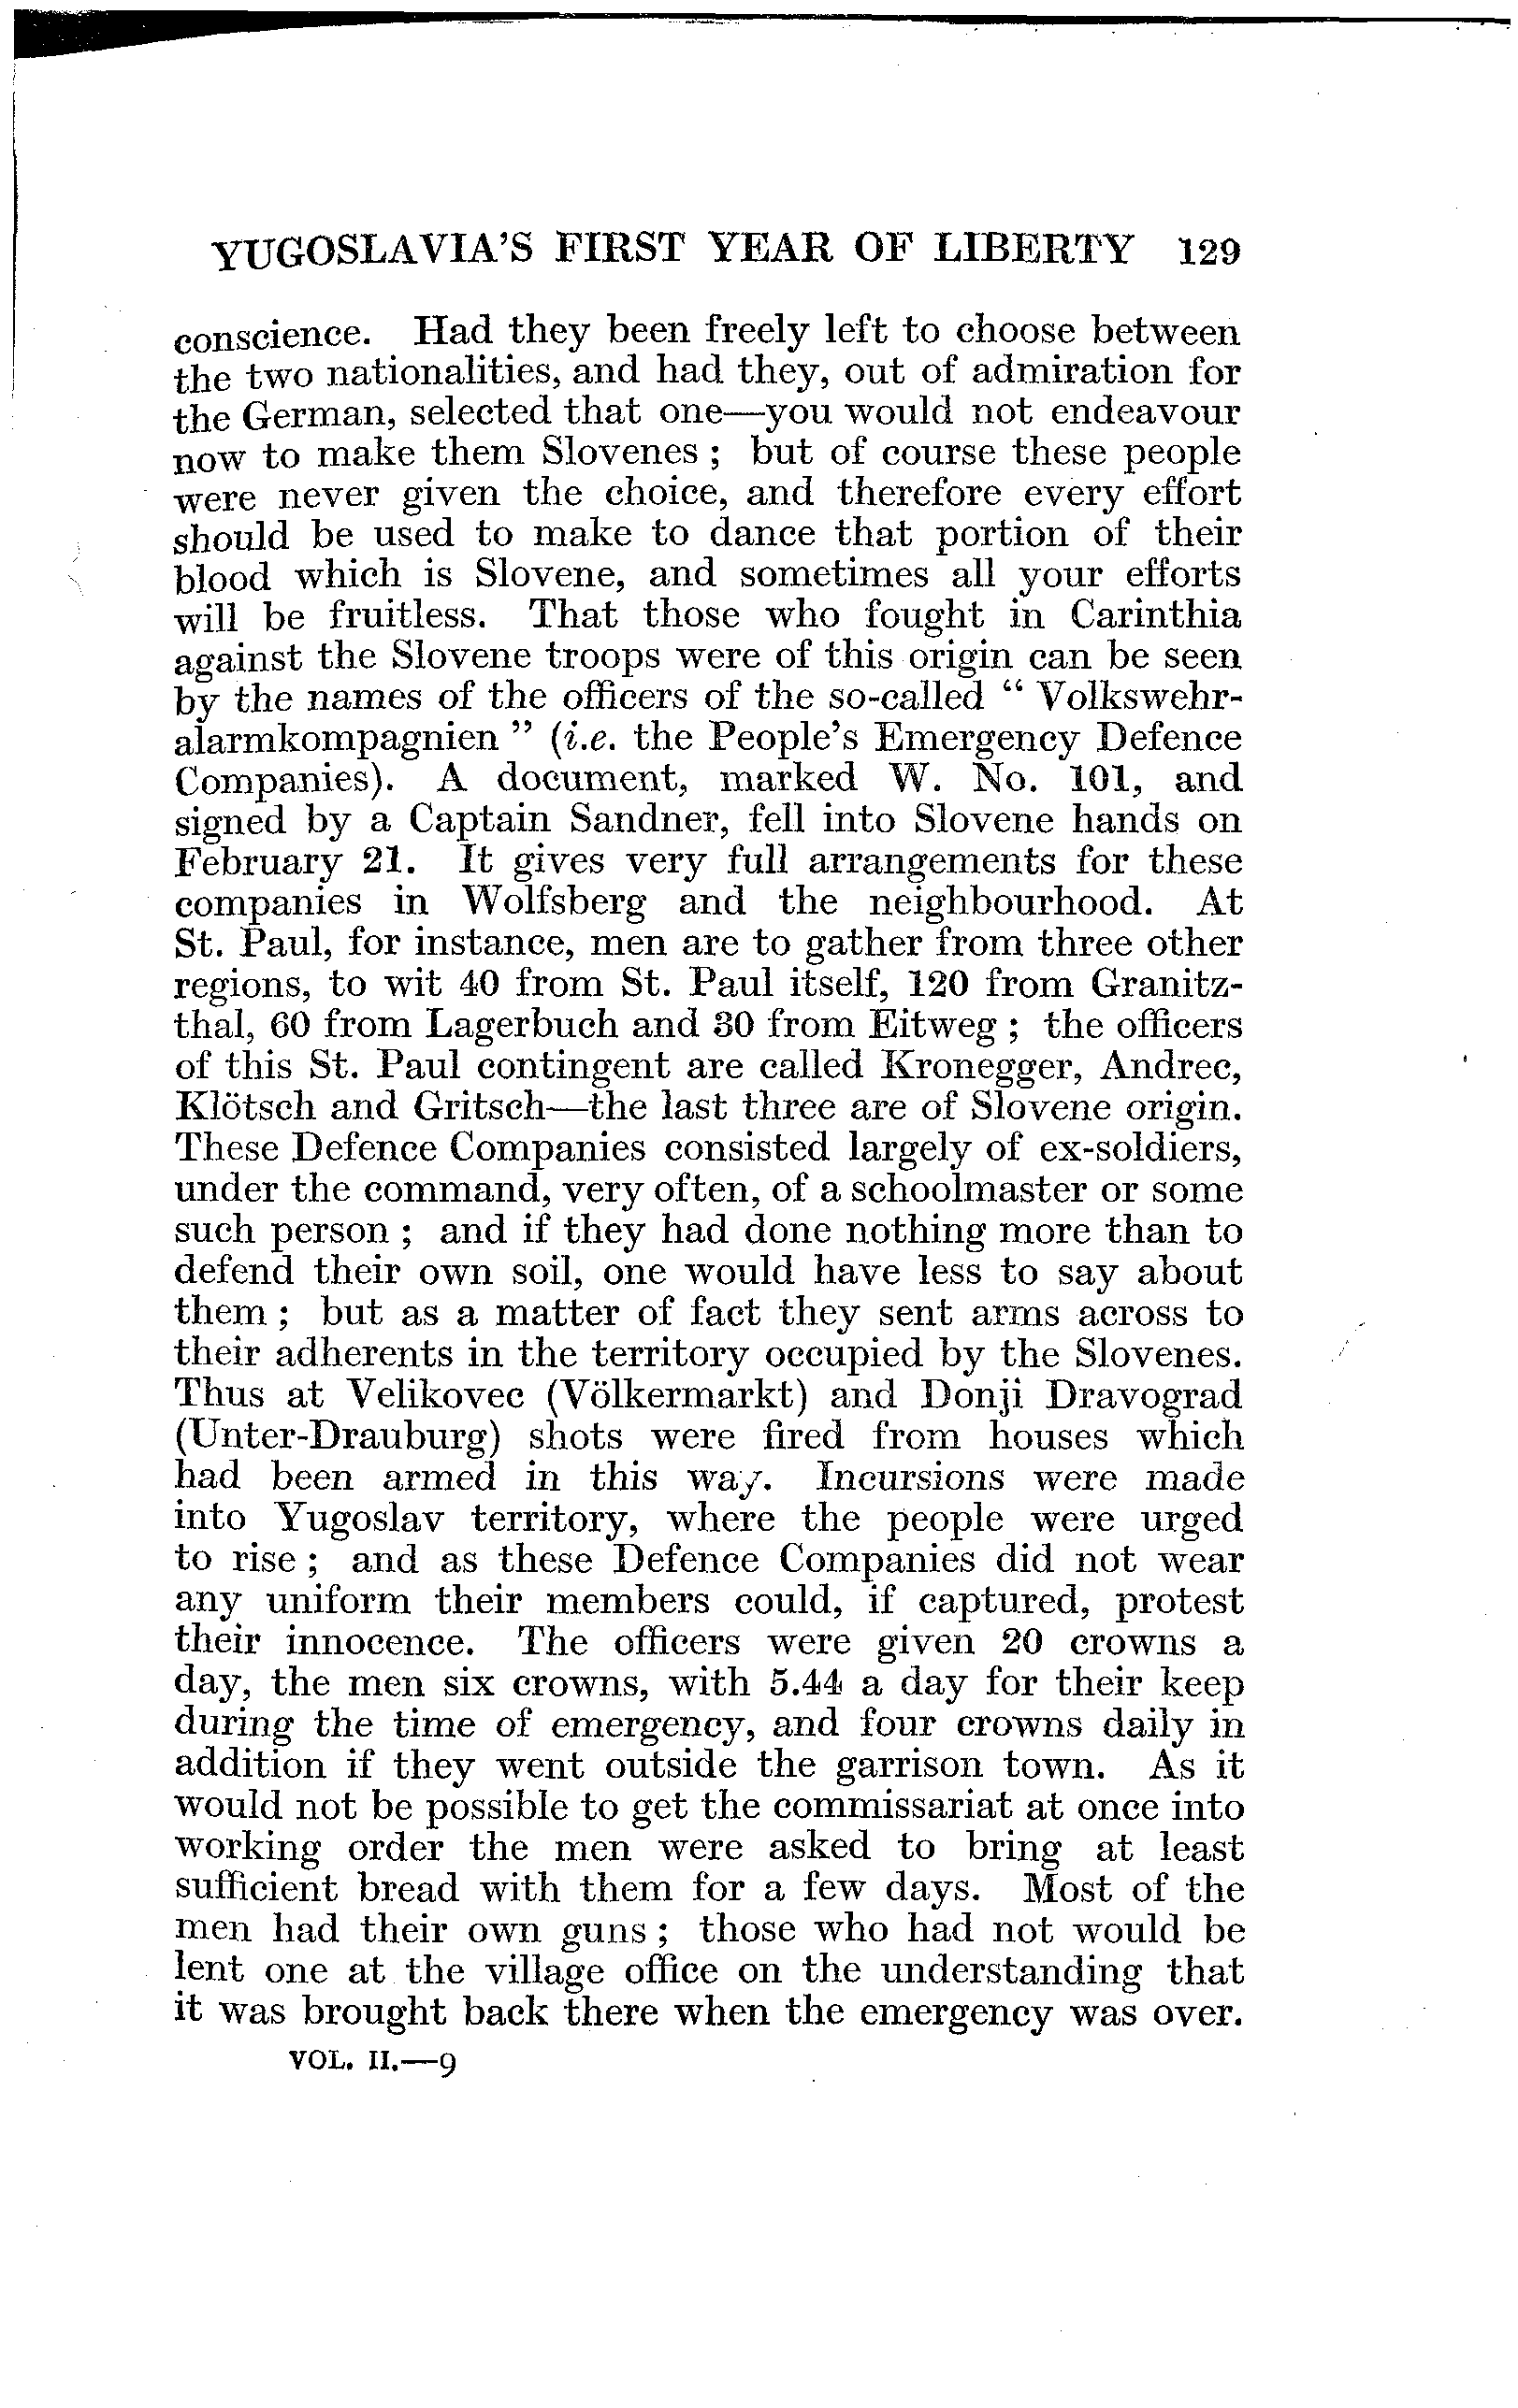 YUGOSLAVIA'S FIRST YEAR OF LIBERTY 129
conscience. Had they been freely left to choose between
the two nationalities, and had they, out of admiration for
the German, selected that one—you would not endeavour
now to make them Slovenes ; but of course these people
were never given the choice, and therefore every effort
should be used to make to dance that portion of their
blood which is Slovene, and sometimes all your efforts
will be fruitless. That those who fought in Carinthia
against the Slovene troops were of this origin can be seen
by the names of the officers of the so-called “ Volkswehr-
alarmkompagnien ” (i.e. the People's Emergency Defence
Companies). A document, marked W. No. 101, and
signed by a Captain Sandner, fell into Slovene hands on
February 21. It gives very full arrangements for these
companies in Wolfsberg and the neighbourhood. At
St. Paul, for instance, men are to gather from three other
regions, to wit 40 from St. Paul itself, 120 from Granitz-
thal, 60 from Lagerbuch and 30 from Eitweg ; the officers
of this St. Paul contingent are called Kronegger, Andrec,
Klötsch and Gritsch—the last three are of Slovene origin.
These Defence Companies consisted largely of ex-soldiers,
under the command, very often, of a schoolmaster or some
such person ; and if they had done nothing more than to
defend their own soil, one would have less to say about
them ; but as a matter of fact they sent arms across to
their adherents in the territory occupied by the Slovenes.
Thus at Velikovec (Völkermarkt) and Donji Dravograd
(Unter-Drauburg) shots were fired from houses which
had been armed in this way. Incursions were made
into Yugoslav territory, where the people were urged
to rise ; and as these Defence Companies did not wear
any uniform their members could, if captured, protest
their innocence. The officers were given 20 crowns a
day, the men six crowns, with 5.44 a day for their keep
during the time of emergency, and four crowns daily in
addition if they went outside the garrison town. As it
would not be possible to get the commissariat at once into
working order the men were asked to bring at least
sufficient bread with them for a few days. Most of the
men had their own guns ; those who had not would be
lent one at the village office on the understanding that
it was brought back there when the emergency was over.
VOL. II.—9